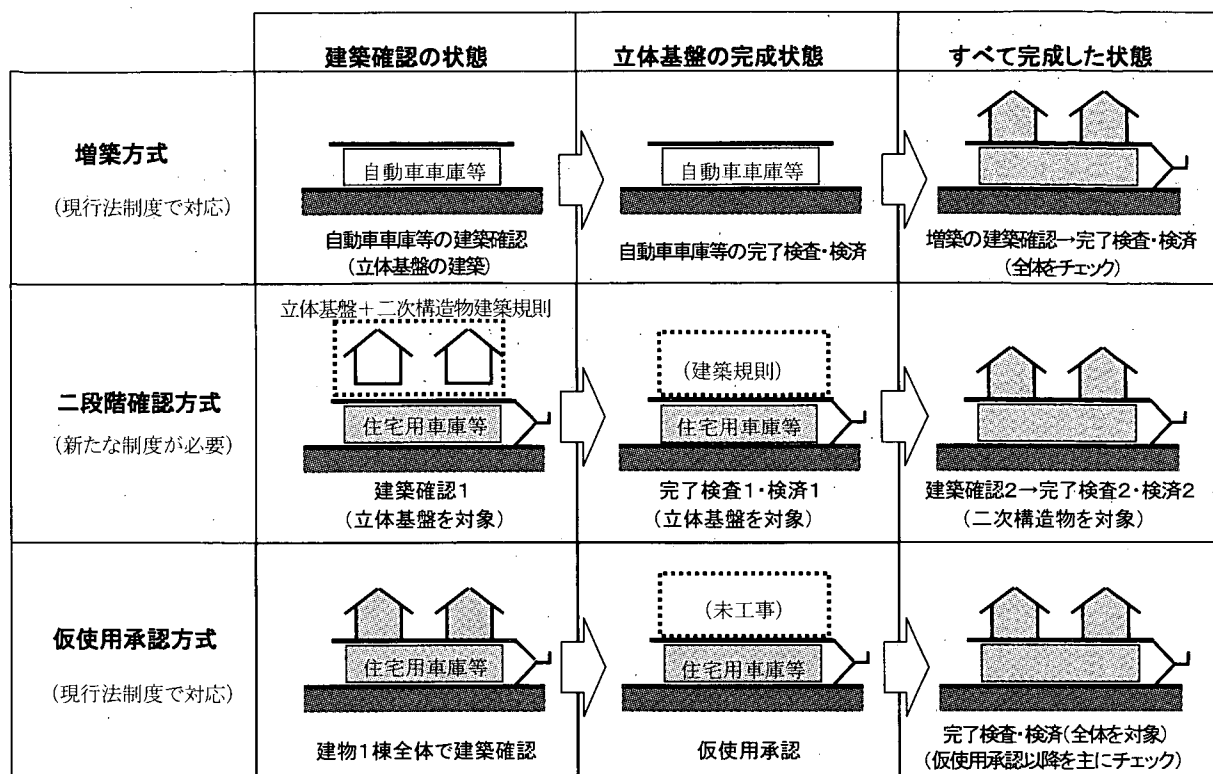 建築確認の状態
立体基盤の完成状態
すべて完成した状態
増築方式
(現行法制度で対応)
自動車車庫等
自動車車庫等の建築確認
(立体基盤の建築)
自動車車庫等
自動車車庫等の完了検査・検済
増築の建築確認→完了検査・検済
(全体をチェック)
二段階確認方式
(新たな制度が必要)
立体基盤+二次構造物建築規則
住宅用車庫等
建築確認1
(立体基盤を対象)
(建築規則)
住宅用車庫等
完了検査1・検済1
(立体基盤を対象)
建築確認2→完了検査2・検済2
(二次構造物を対象)
仮使用承認方式
(現行法制度で対応)
住宅用車庫等
建物1棟全体で建築確認
(未工事)
住宅用車庫等
仮使用承認
完了検査・検済(全体を対象)
(仮使用承認以降を主にチェック)